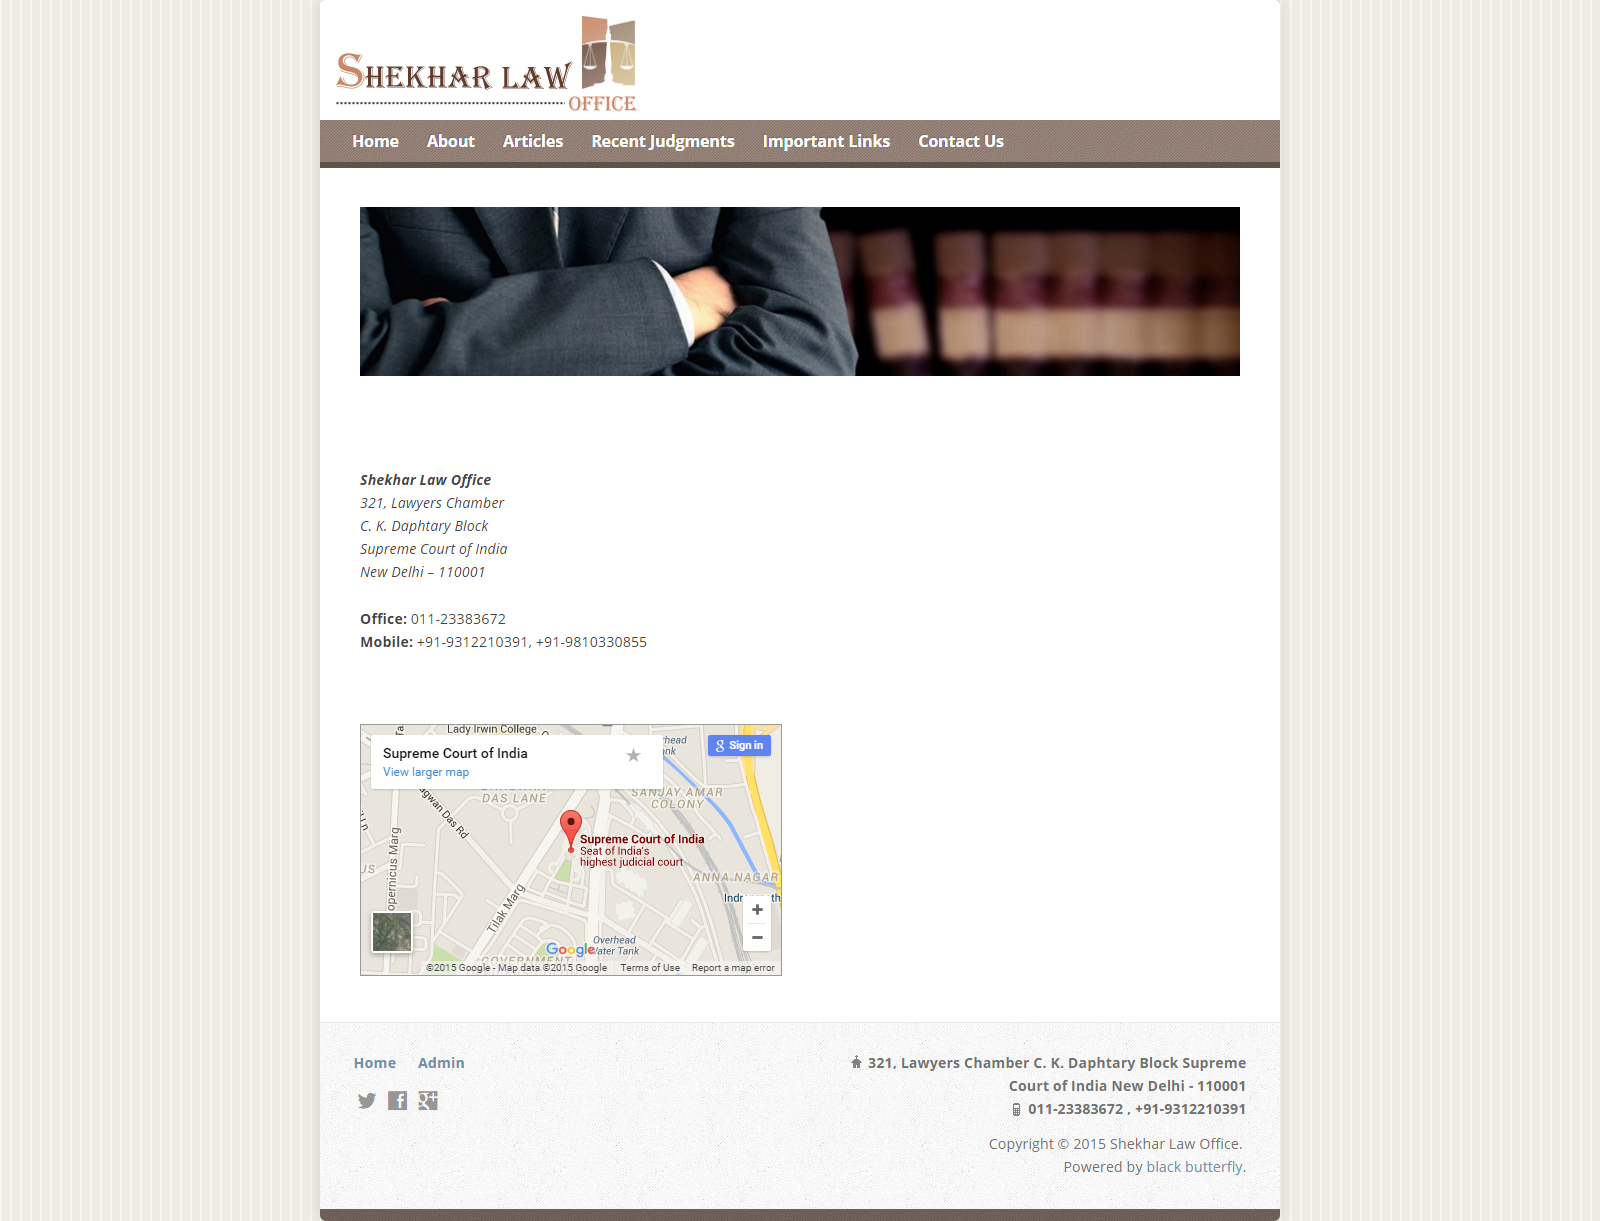 SHEKHAR LAW
OFFICE
Home About Articles Recent Judgments Important Links Contact Us
Shekhar Law Office
321, Lawyers Chamber
C. K. Daphtary Block
Supreme Court of India
New Delhi – 110001
Office: 011-23383672
Mobile: +91-9312210391, +91-9810330855
Lady Irwin College
Supreme Court of India
View larger map
Sign in
DAS LANE
SANJAY AMAR
COLONY
agwan Das Rd
Supreme Court of India
Seat of India's
highest judicial court
opernicus Marg
ANNA NAGAR
Tilak Marg
Overhead
Water Tank
Google
GOVERNMENT
©2015 Google - Map data ©2015 Google Terms of Use Report a map error
Home Admin
321, Lawyers Chamber C. K. Daphtary Block Supreme
Court of India New Delhi - 110001
011-23383672 , +91-9312210391
Copyright © 2015 Shekhar Law Office.
Powered by black butterfly.